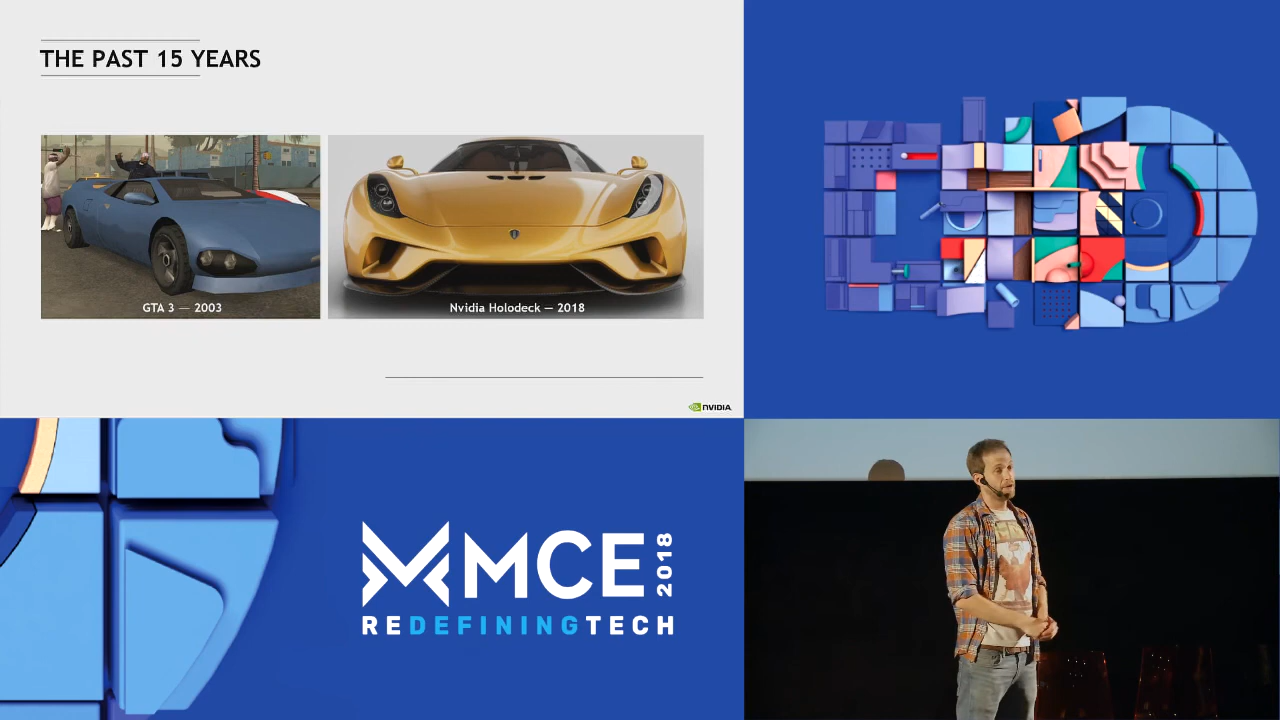 THE PAST 15 YEARS
GTA 3 — 2003
Nvidia Holodeck — 2018
NVIDIA
MCE 2018
REDEFININGTECH